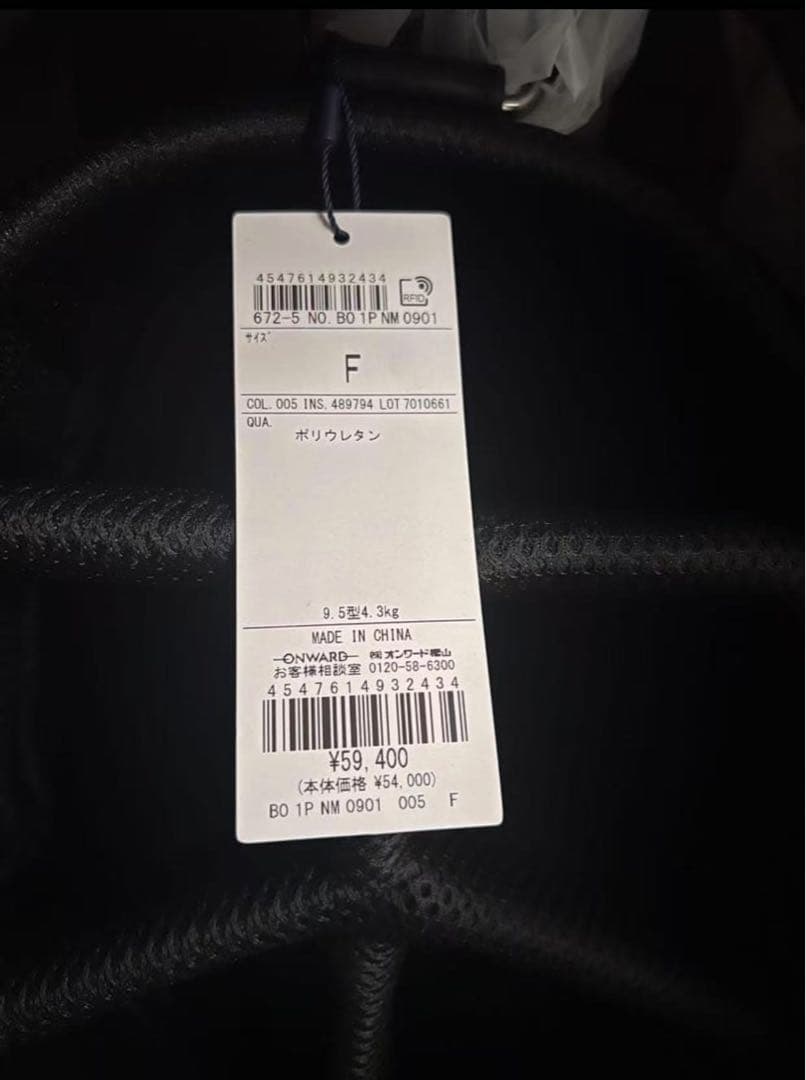 4547614932434
RFID
672-5 NO. BO 1P NM 0901
サイズ
F
COL. 005 INS. 489794 LOT 7010661
QUA.
ポリウレタン
9.5型4.3kg
MADE IN CHINA
ONWARD ㈱オンワード樫山
お客様相談室 0120-58-6300
4547614932434
¥59,400
(本体価格 ¥54,000)
BO 1P NM 0901 005 F